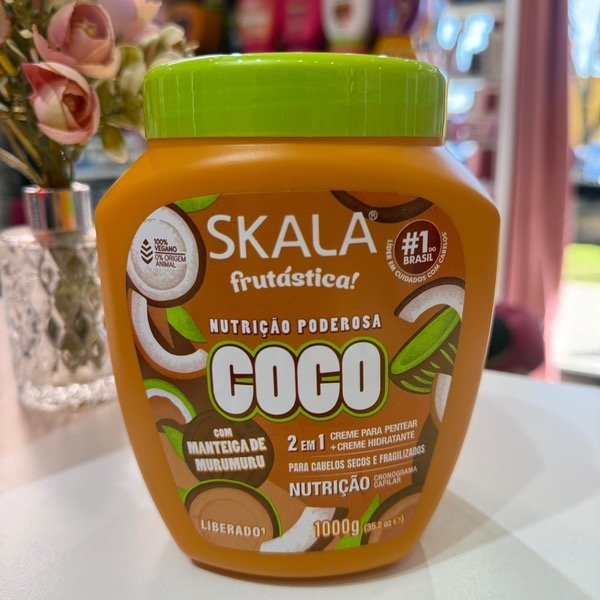 SKALA®
frutástica!
100%
VEGANO
0% ORIGEM
ANIMAL
#1 DO
BRASIL
LÍDER EM CUIDADOS COM CABELOS
NUTRIÇÃO PODEROSA
COCO
COM
MANTEIGA DE
MURUMURU
2 EM 1 CREME PARA PENTEAR
+ CREME HIDRATANTE
PARA CABELOS SECOS E FRAGILIZADOS
NUTRIÇÃO CRONOGRAMA
CAPILAR
LIBERADO¹
1000g (35.2 oz ℮)